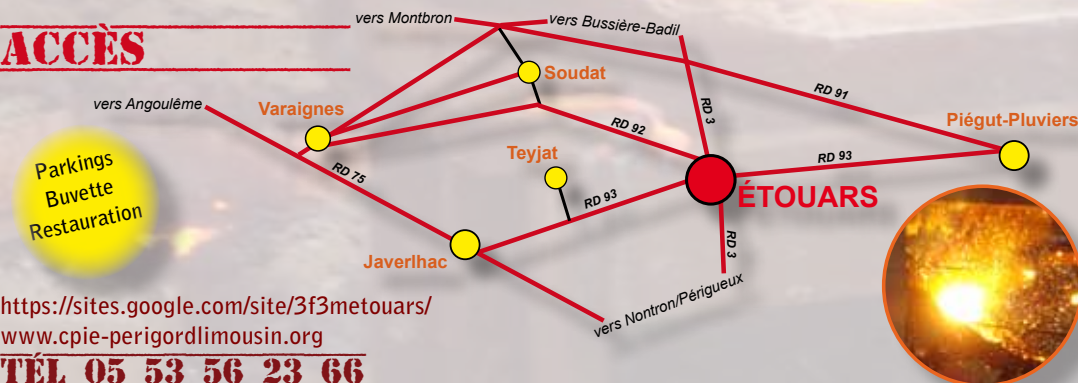 ACCÈS
vers Montbron
vers Bussière-Badil
Soudat
vers Angoulême
Varaignes
RD 3
RD 91
Piégut-Pluviers
RD 92
Parkings
Buvette
Restauration
RD 75
Teyjat
RD 93
RD 93
ÉTOUARS
Javerlhac
RD 3
vers Nontron/Périgueux
https://sites.google.com/site/3f3metouars/
www.cpie-perigordlimousin.org
TÉL 05 53 56 23 66